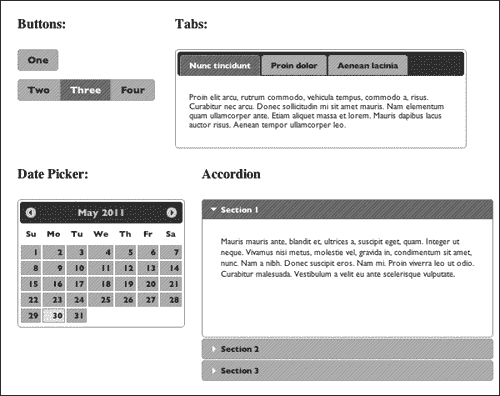 Buttons:
One
Two Three Four
Tabs:
Nunc tincidunt Proin dolor Aenean lacinia
Proin elit arcu, rutrum commodo, vehicula tempus, commodo a, risus.
Curabitur nec arcu. Donec sollicitudin mi sit amet mauris. Nam elementum
quam ullamcorper ante. Etiam aliquet massa et lorem. Mauris dapibus lacus
auctor risus. Aenean tempor ullamcorper leo.
Date Picker:
May 2011
Su Mo Tu We Th Fr Sa
1 2 3 4 5 6 7
8 9 10 11 12 13 14
15 16 17 18 19 20 21
22 23 24 25 26 27 28
29 30 31
Accordion
Section 1
Mauris mauris ante, blandit et, ultrices a, suscipit eget, quam. Integer ut
neque. Vivamus nisi metus, molestie vel, gravida in, condimentum sit amet,
nunc. Nam a nibh. Donec suscipit eros. Nam mi. Proin viverra leo ut odio.
Curabitur malesuada. Vestibulum a velit eu ante scelerisque vulputate.
Section 2
Section 3